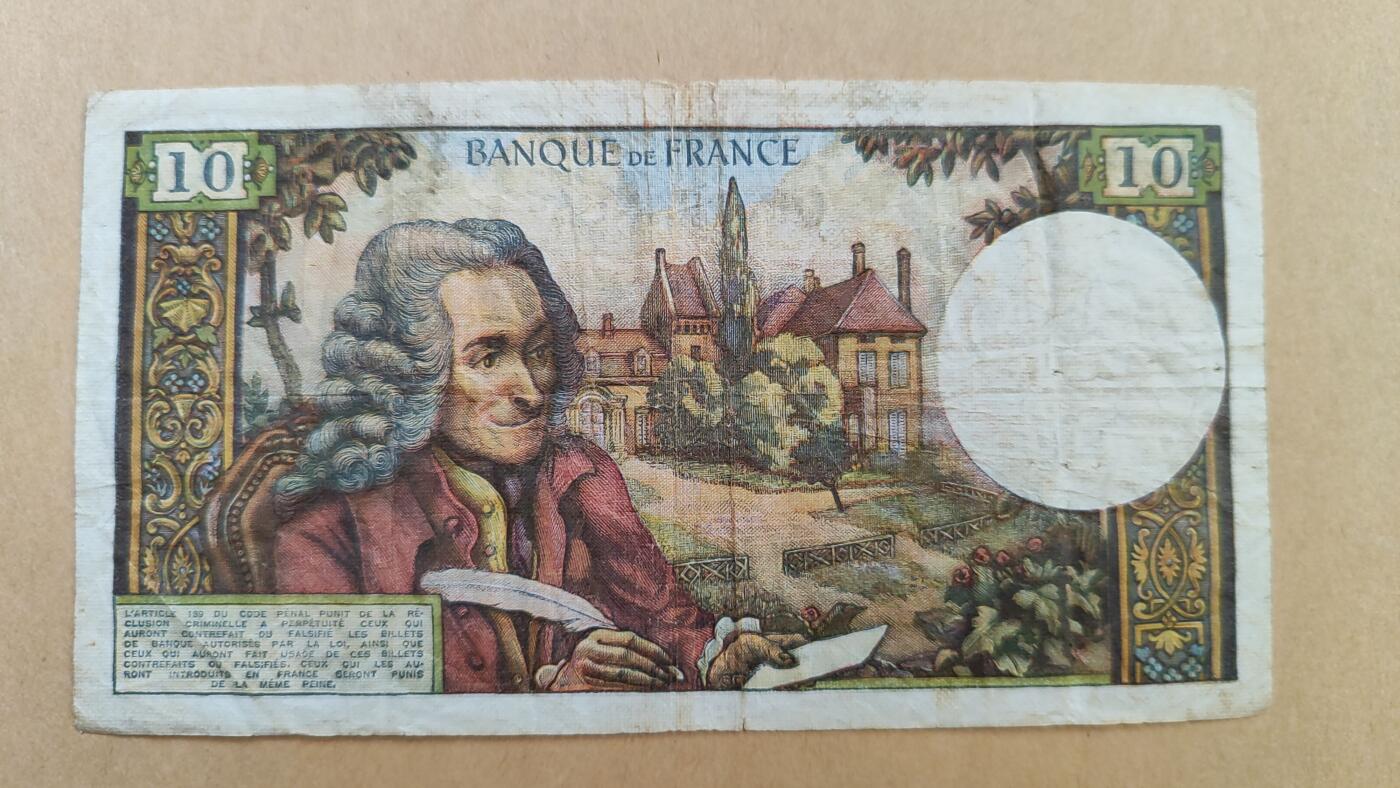 10
BANQUE DE FRANCE
10
L'ARTICLE 139 DU CODE PÉNAL PUNIT DE LA RÉ-
CLUSION CRIMINELLE A PERPÉTUITÉ CEUX QUI
AURONT CONTREFAIT OU FALSIFIÉ LES BILLETS
DE BANQUE AUTORISÉS PAR LA LOI, AINSI QUE
CEUX QUI AURONT FAIT USAGE DE CES BILLETS
CONTREFAITS OU FALSIFIÉS. CEUX QUI LES AU-
RONT INTRODUITS EN FRANCE SERONT PUNIS
DE LA MÊME PEINE.